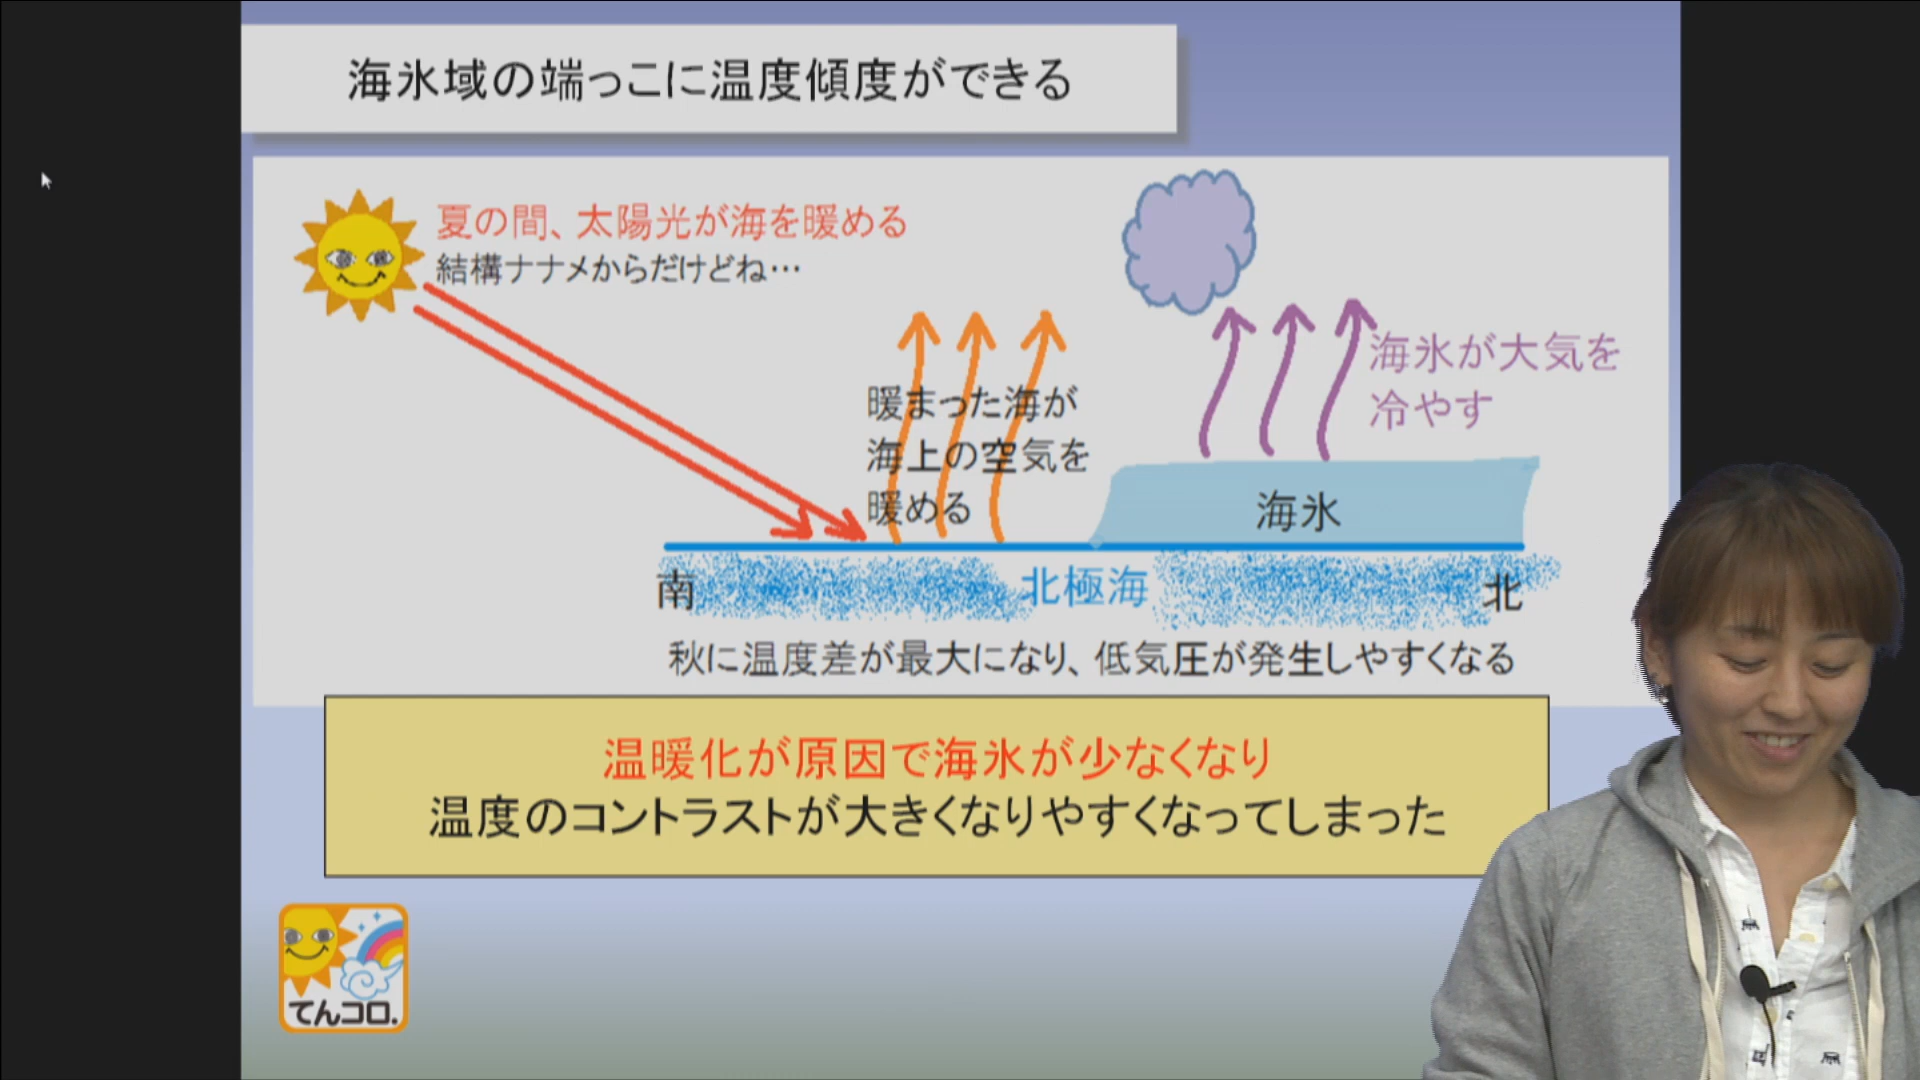 海氷域の端っこに温度傾度ができる
夏の間、太陽光が海を暖める
結構ナナメからだけどね…
暖まった海が
海上の空気を
暖める
海氷が大気を
冷やす
海氷
南
北極海
北
秋に温度差が最大になり、低気圧が発生しやすくなる
温暖化が原因で海氷が少なくなり
温度のコントラストが大きくなりやすくなってしまった
てんコロ.